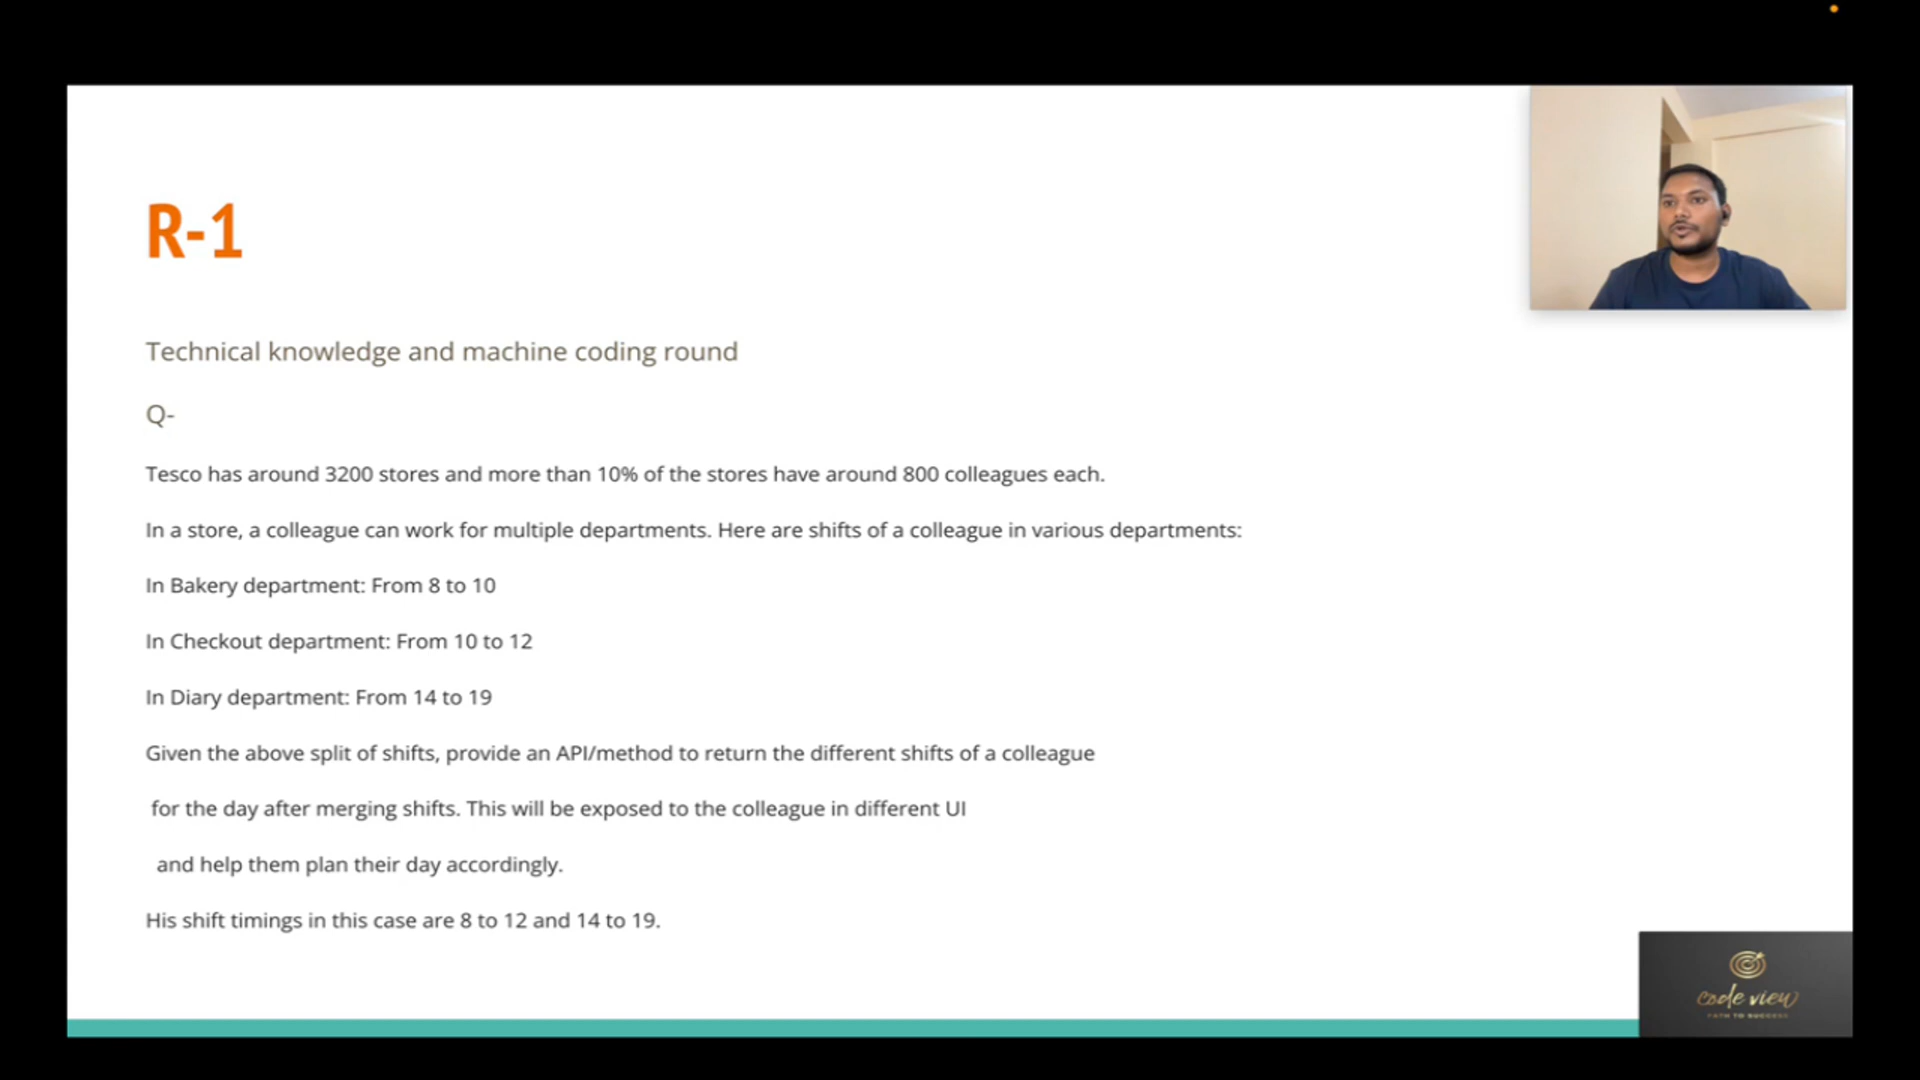 R-1
Technical knowledge and machine coding round
Q-
Tesco has around 3200 stores and more than 10% of the stores have around 800 colleagues each.
In a store, a colleague can work for multiple departments. Here are shifts of a colleague in various departments:
In Bakery department: From 8 to 10
In Checkout department: From 10 to 12
In Diary department: From 14 to 19
Given the above split of shifts, provide an API/method to return the different shifts of a colleague
for the day after merging shifts. This will be exposed to the colleague in different UI
and help them plan their day accordingly.
His shift timings in this case are 8 to 12 and 14 to 19.
code view
PATH TO SUCCESS